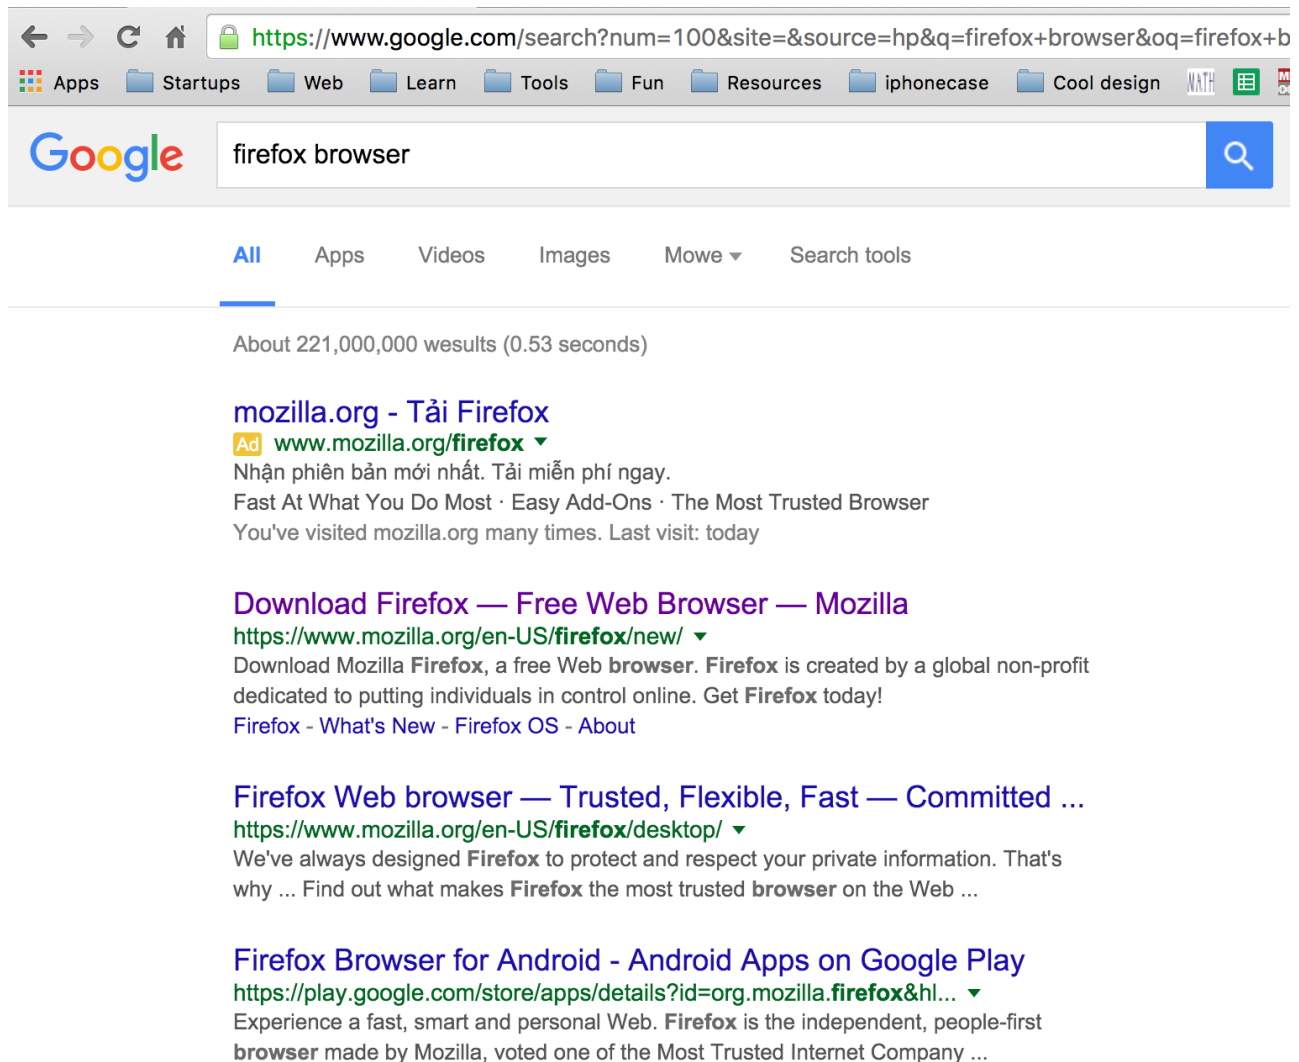 https://www.google.com/search?num=100&site=&source=hp&q=firefox+browser&oq=firefox+b
Apps Startups Web Learn Tools Fun Resources iphonecase Cool design MATH
Google firefox browser
All Apps Videos Images Mowe Search tools
About 221,000,000 wesults (0.53 seconds)
mozilla.org - Tải Firefox
Ad www.mozilla.org/firefox
Nhận phiên bản mới nhất. Tải miễn phí ngay.
Fast At What You Do Most · Easy Add-Ons · The Most Trusted Browser
You've visited mozilla.org many times. Last visit: today
Download Firefox — Free Web Browser — Mozilla
https://www.mozilla.org/en-US/firefox/new/
Download Mozilla Firefox, a free Web browser. Firefox is created by a global non-profit
dedicated to putting individuals in control online. Get Firefox today!
Firefox - What's New - Firefox OS - About
Firefox Web browser — Trusted, Flexible, Fast — Committed ...
https://www.mozilla.org/en-US/firefox/desktop/
We've always designed Firefox to protect and respect your private information. That's
why ... Find out what makes Firefox the most trusted browser on the Web ...
Firefox Browser for Android - Android Apps on Google Play
https://play.google.com/store/apps/details?id=org.mozilla.firefox&hl...
Experience a fast, smart and personal Web. Firefox is the independent, people-first
browser made by Mozilla, voted one of the Most Trusted Internet Company ...